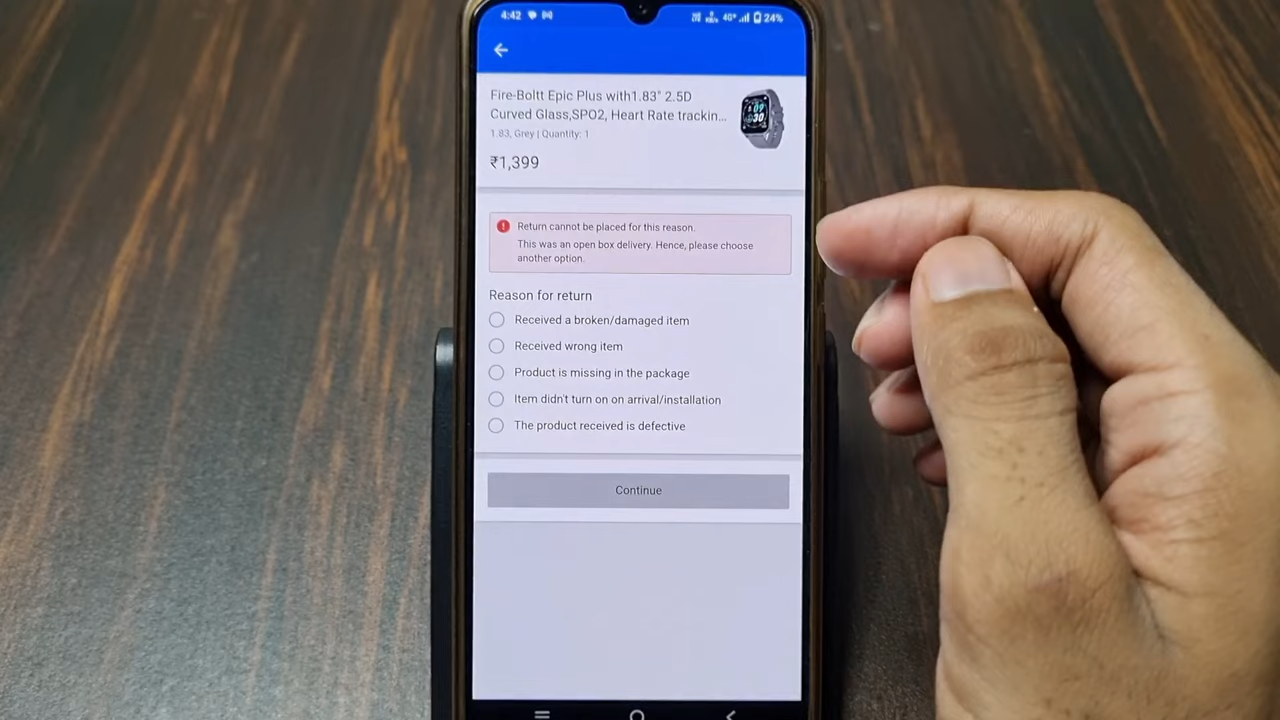 4:42
4G+
24%
Fire-Boltt Epic Plus with1.83" 2.5D
Curved Glass,SPO2, Heart Rate trackin...
1.83, Grey | Quantity: 1
₹1,399
Return cannot be placed for this reason.
This was an open box delivery. Hence, please choose
another option.
Reason for return
Received a broken/damaged item
Received wrong item
Product is missing in the package
Item didn't turn on on arrival/installation
The product received is defective
Continue